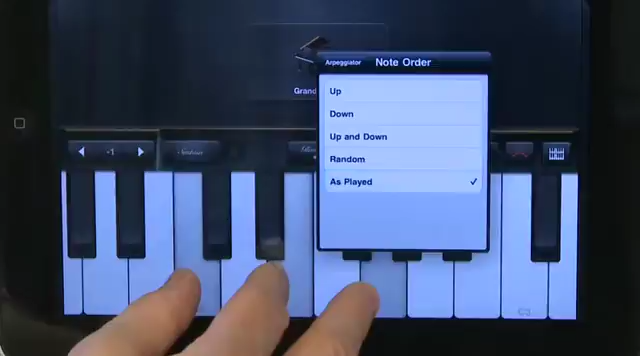 Arpeggiator
Note Order
Grand
Up
Down
Up and Down
Random
As Played
-1
C3